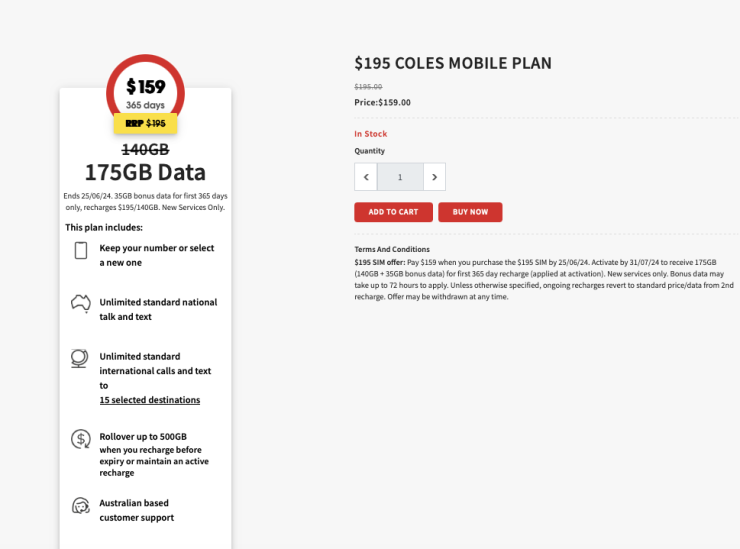 $159
365 days
RRP $195
140GB
175GB Data
Ends 25/06/24. 35GB bonus data for first 365 days
only, recharges $195/140GB. New Services Only.
This plan includes:
Keep your number or select
a new one
Unlimited standard national
talk and text
Unlimited standard
international calls and text
to
15 selected destinations
Rollover up to 500GB
when you recharge before
expiry or maintain an active
recharge
Australian based
customer support
$195 COLES MOBILE PLAN
$195.00
Price:$159.00
In Stock
Quantity
1
ADD TO CART
BUY NOW
Terms And Conditions
$195 SIM offer: Pay $159 when you purchase the $195 SIM by 25/06/24. Activate by 31/07/24 to receive 175GB
(140GB + 35GB bonus data) for first 365 day recharge (applied at activation). New services only. Bonus data may
take up to 72 hours to apply. Unless otherwise specified, ongoing recharges revert to standard price/data from 2nd
recharge. Offer may be withdrawn at any time.